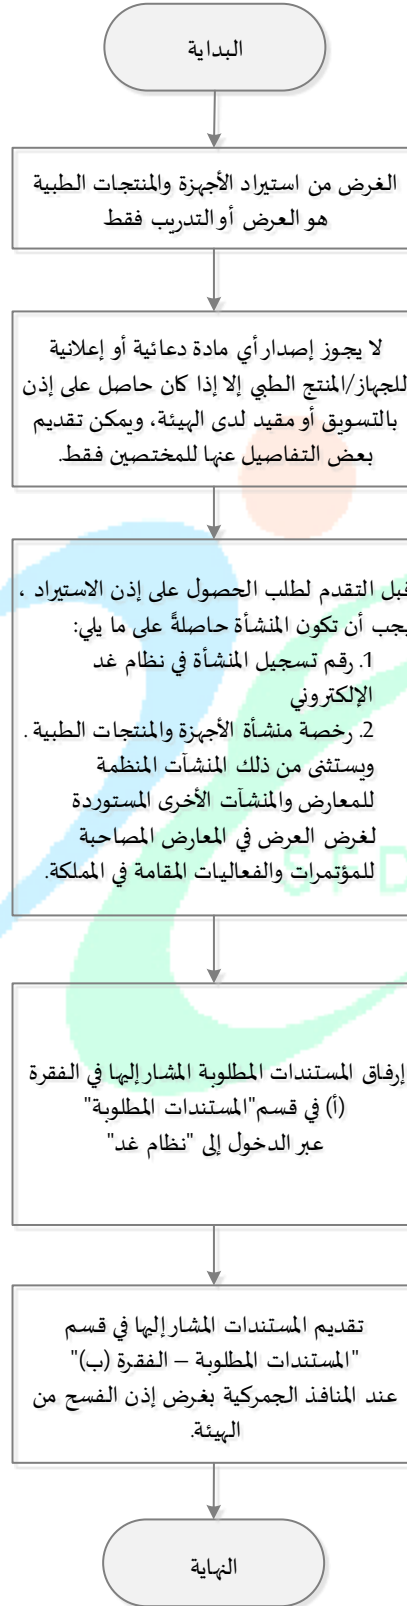 البداية
الغرض من استيراد الأجهزة والمنتجات الطبية
هو العرض أو التدريب فقط
لا يجوز إصدار أي مادة دعائية أو إعلانية
للجهاز/المنتج الطبي إلا إذا كان حاصل على إذن
بالتسويق أو مقيد لدى الهيئة، ويمكن تقديم
بعض التفاصيل عنها للمختصين فقط.
قبل التقدم لطلب الحصول على إذن الاستيراد ،
يجب أن تكون المنشأة حاصلةً على ما يلي:
1. رقم تسجيل المنشأة في نظام غد
الإلكتروني
2. رخصة منشأة الأجهزة والمنتجات الطبية .
ويستثنى من ذلك المنشآت المنظمة
للمعارض والمنشآت الأخرى المستوردة
لغرض العرض في المعارض المصاحبة
للمؤتمرات والفعاليات المقامة في المملكة.
SFD
إرفاق المستندات المطلوبة المشار إليها في الفقرة
(أ) في قسم"المستندات المطلوبة"
عبر الدخول إلى "نظام غد"
تقديم المستندات المشار إليها في قسم
"المستندات المطلوبة – الفقرة (ب)"
عند المنافذ الجمركية بغرض إذن الفسح من
الهيئة.
النهاية